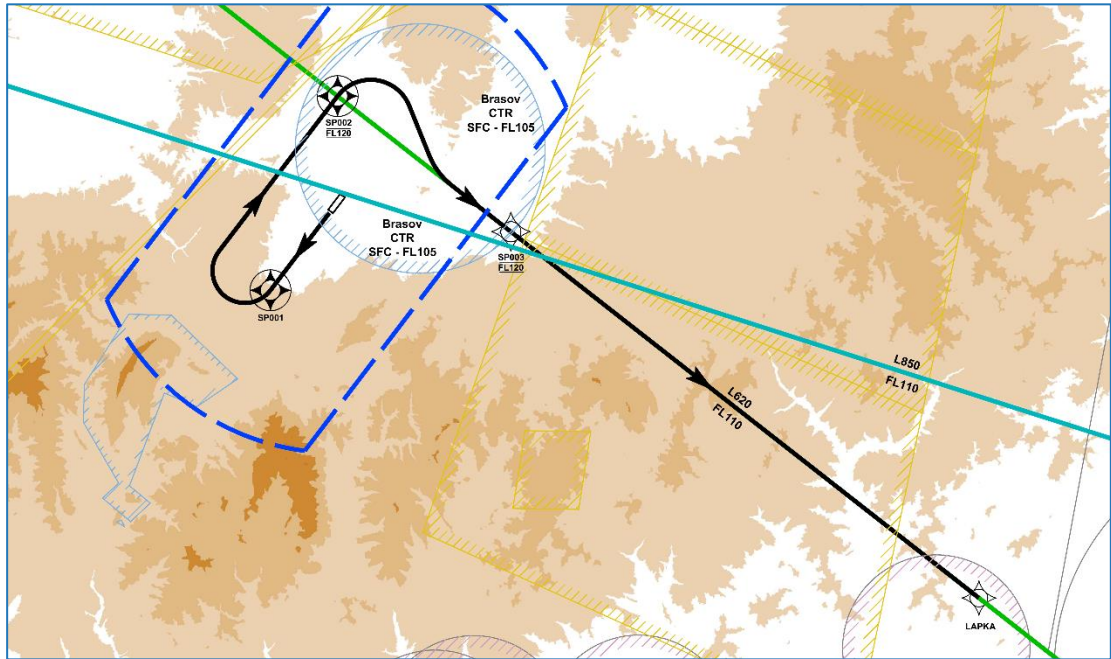 SP002
FL120
Brasov
CTR
SFC - FL105
Brasov
CTR
SFC - FL105
SP003
FL120
SP001
L850
FL110
L620
FL110
LAPKA